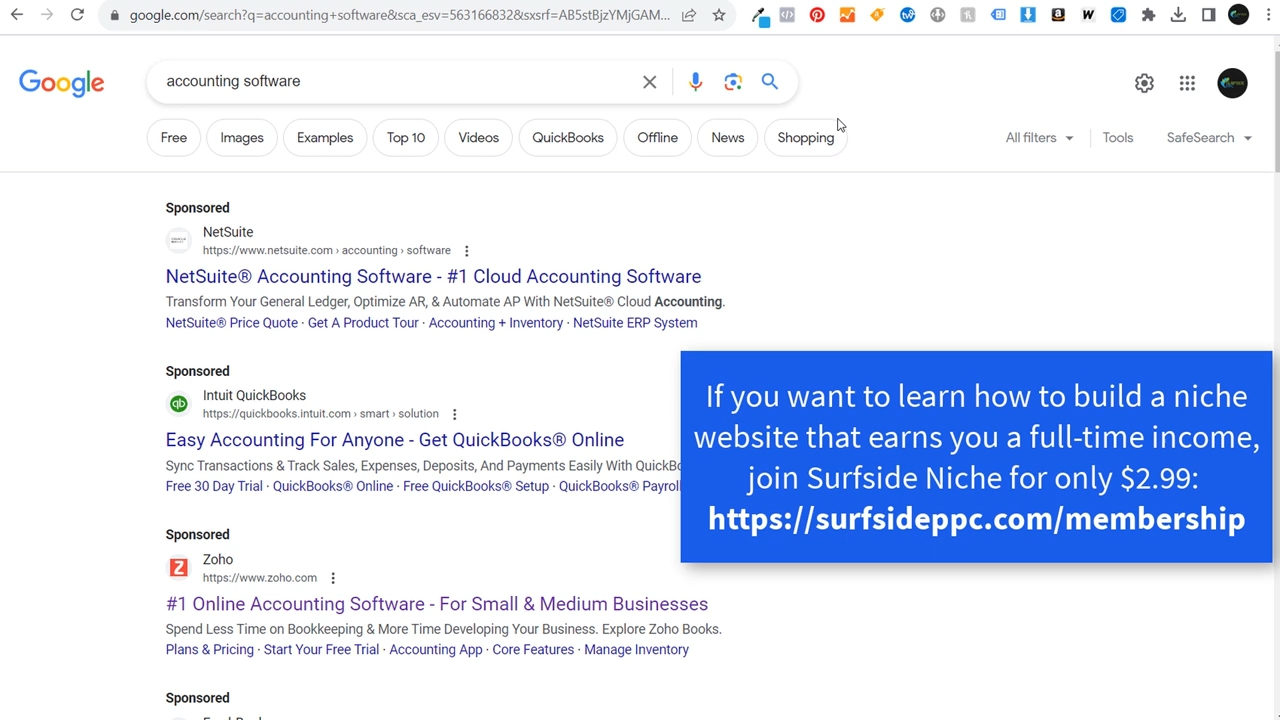 google.com/search?q=accounting+software&sca_esv=563166832&sxsrf=AB5stBjzYMjGAM...
Google
accounting software
Free Images Examples Top 10 Videos QuickBooks Offline News Shopping All filters Tools SafeSearch
Sponsored
NetSuite
https://www.netsuite.com › accounting › software
NetSuite® Accounting Software - #1 Cloud Accounting Software
Transform Your General Ledger, Optimize AR, & Automate AP With NetSuite® Cloud Accounting.
NetSuite® Price Quote · Get A Product Tour · Accounting + Inventory · NetSuite ERP System
Sponsored
Intuit QuickBooks
https://quickbooks.intuit.com › smart › solution
Easy Accounting For Anyone - Get QuickBooks® Online
Sync Transactions & Track Sales, Expenses, Deposits, And Payments Easily With QuickBo
Free 30 Day Trial · QuickBooks® Online · Free QuickBooks® Setup · QuickBooks® Payroll
If you want to learn how to build a niche
website that earns you a full-time income,
join Surfside Niche for only $2.99:
https://surfsideppc.com/membership
Sponsored
Zoho
https://www.zoho.com
#1 Online Accounting Software - For Small & Medium Businesses
Spend Less Time on Bookkeeping & More Time Developing Your Business. Explore Zoho Books.
Plans & Pricing · Start Your Free Trial · Accounting App · Core Features · Manage Inventory
Sponsored